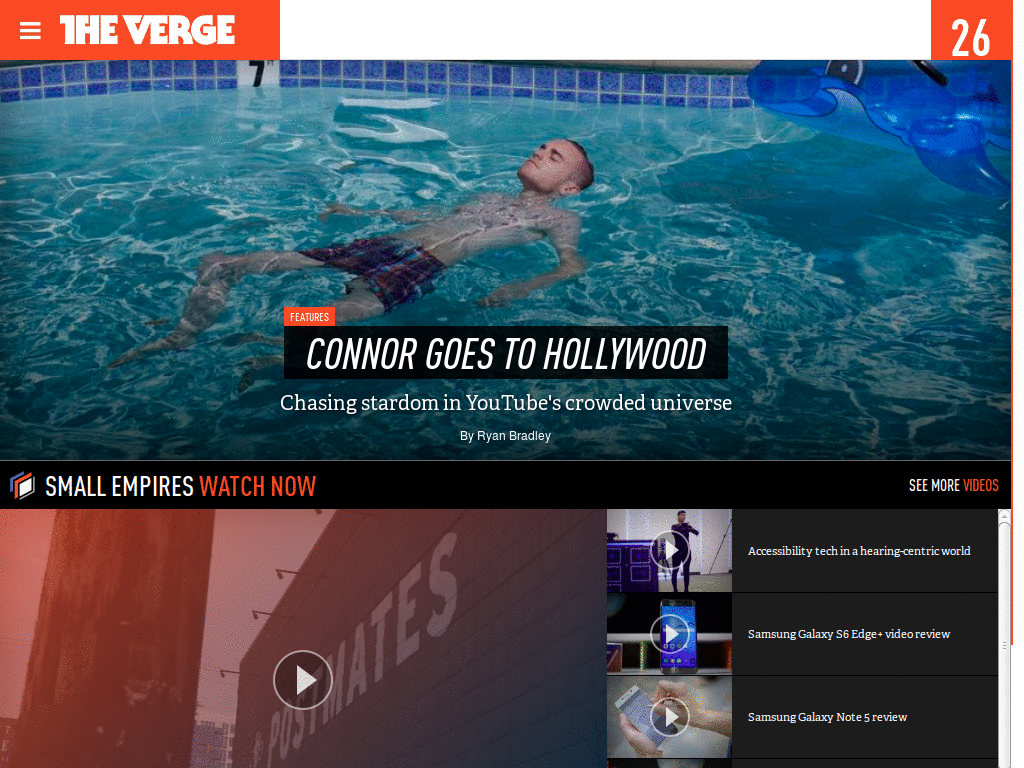 THE VERGE
26
7"
FEATURES
CONNOR GOES TO HOLLYWOOD
Chasing stardom in YouTube's crowded universe
By Ryan Bradley
SMALL EMPIRES WATCH NOW
SEE MORE VIDEOS
POSTMATES
Accessibility tech in a hearing-centric world
Samsung Galaxy S6 Edge+ video review
Samsung Galaxy Note 5 review